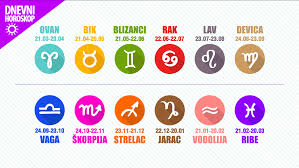 DNEVNI
HOROSKOP
OVAN BIK BLIZANCI RAK LAV DEVICA
21.03-20.04 21.04-21.05 22.05-22.06 22.06-22.07 23.07-22.08 23.08-23.09
24.09-23.10 24.10-22.11 23.11-21.12 22.12-20.01 21.01-19.02 20.02-20.03
VAGA ŠKORPIJA STRELAC JARAC VODOLIJA RIBE